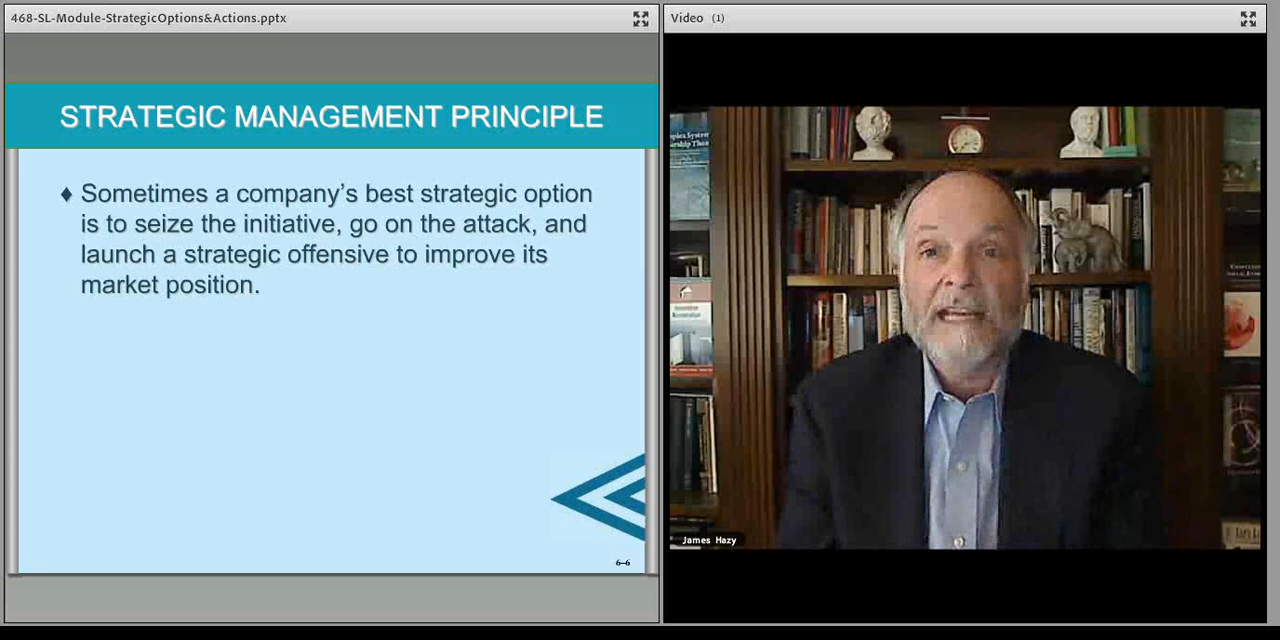 468-SL-Module-StrategicOptions&Actions.pptx
Video (1)
STRATEGIC MANAGEMENT PRINCIPLE
♦ Sometimes a company’s best strategic option
is to seize the initiative, go on the attack, and
launch a strategic offensive to improve its
market position.
6–6
James Hazy